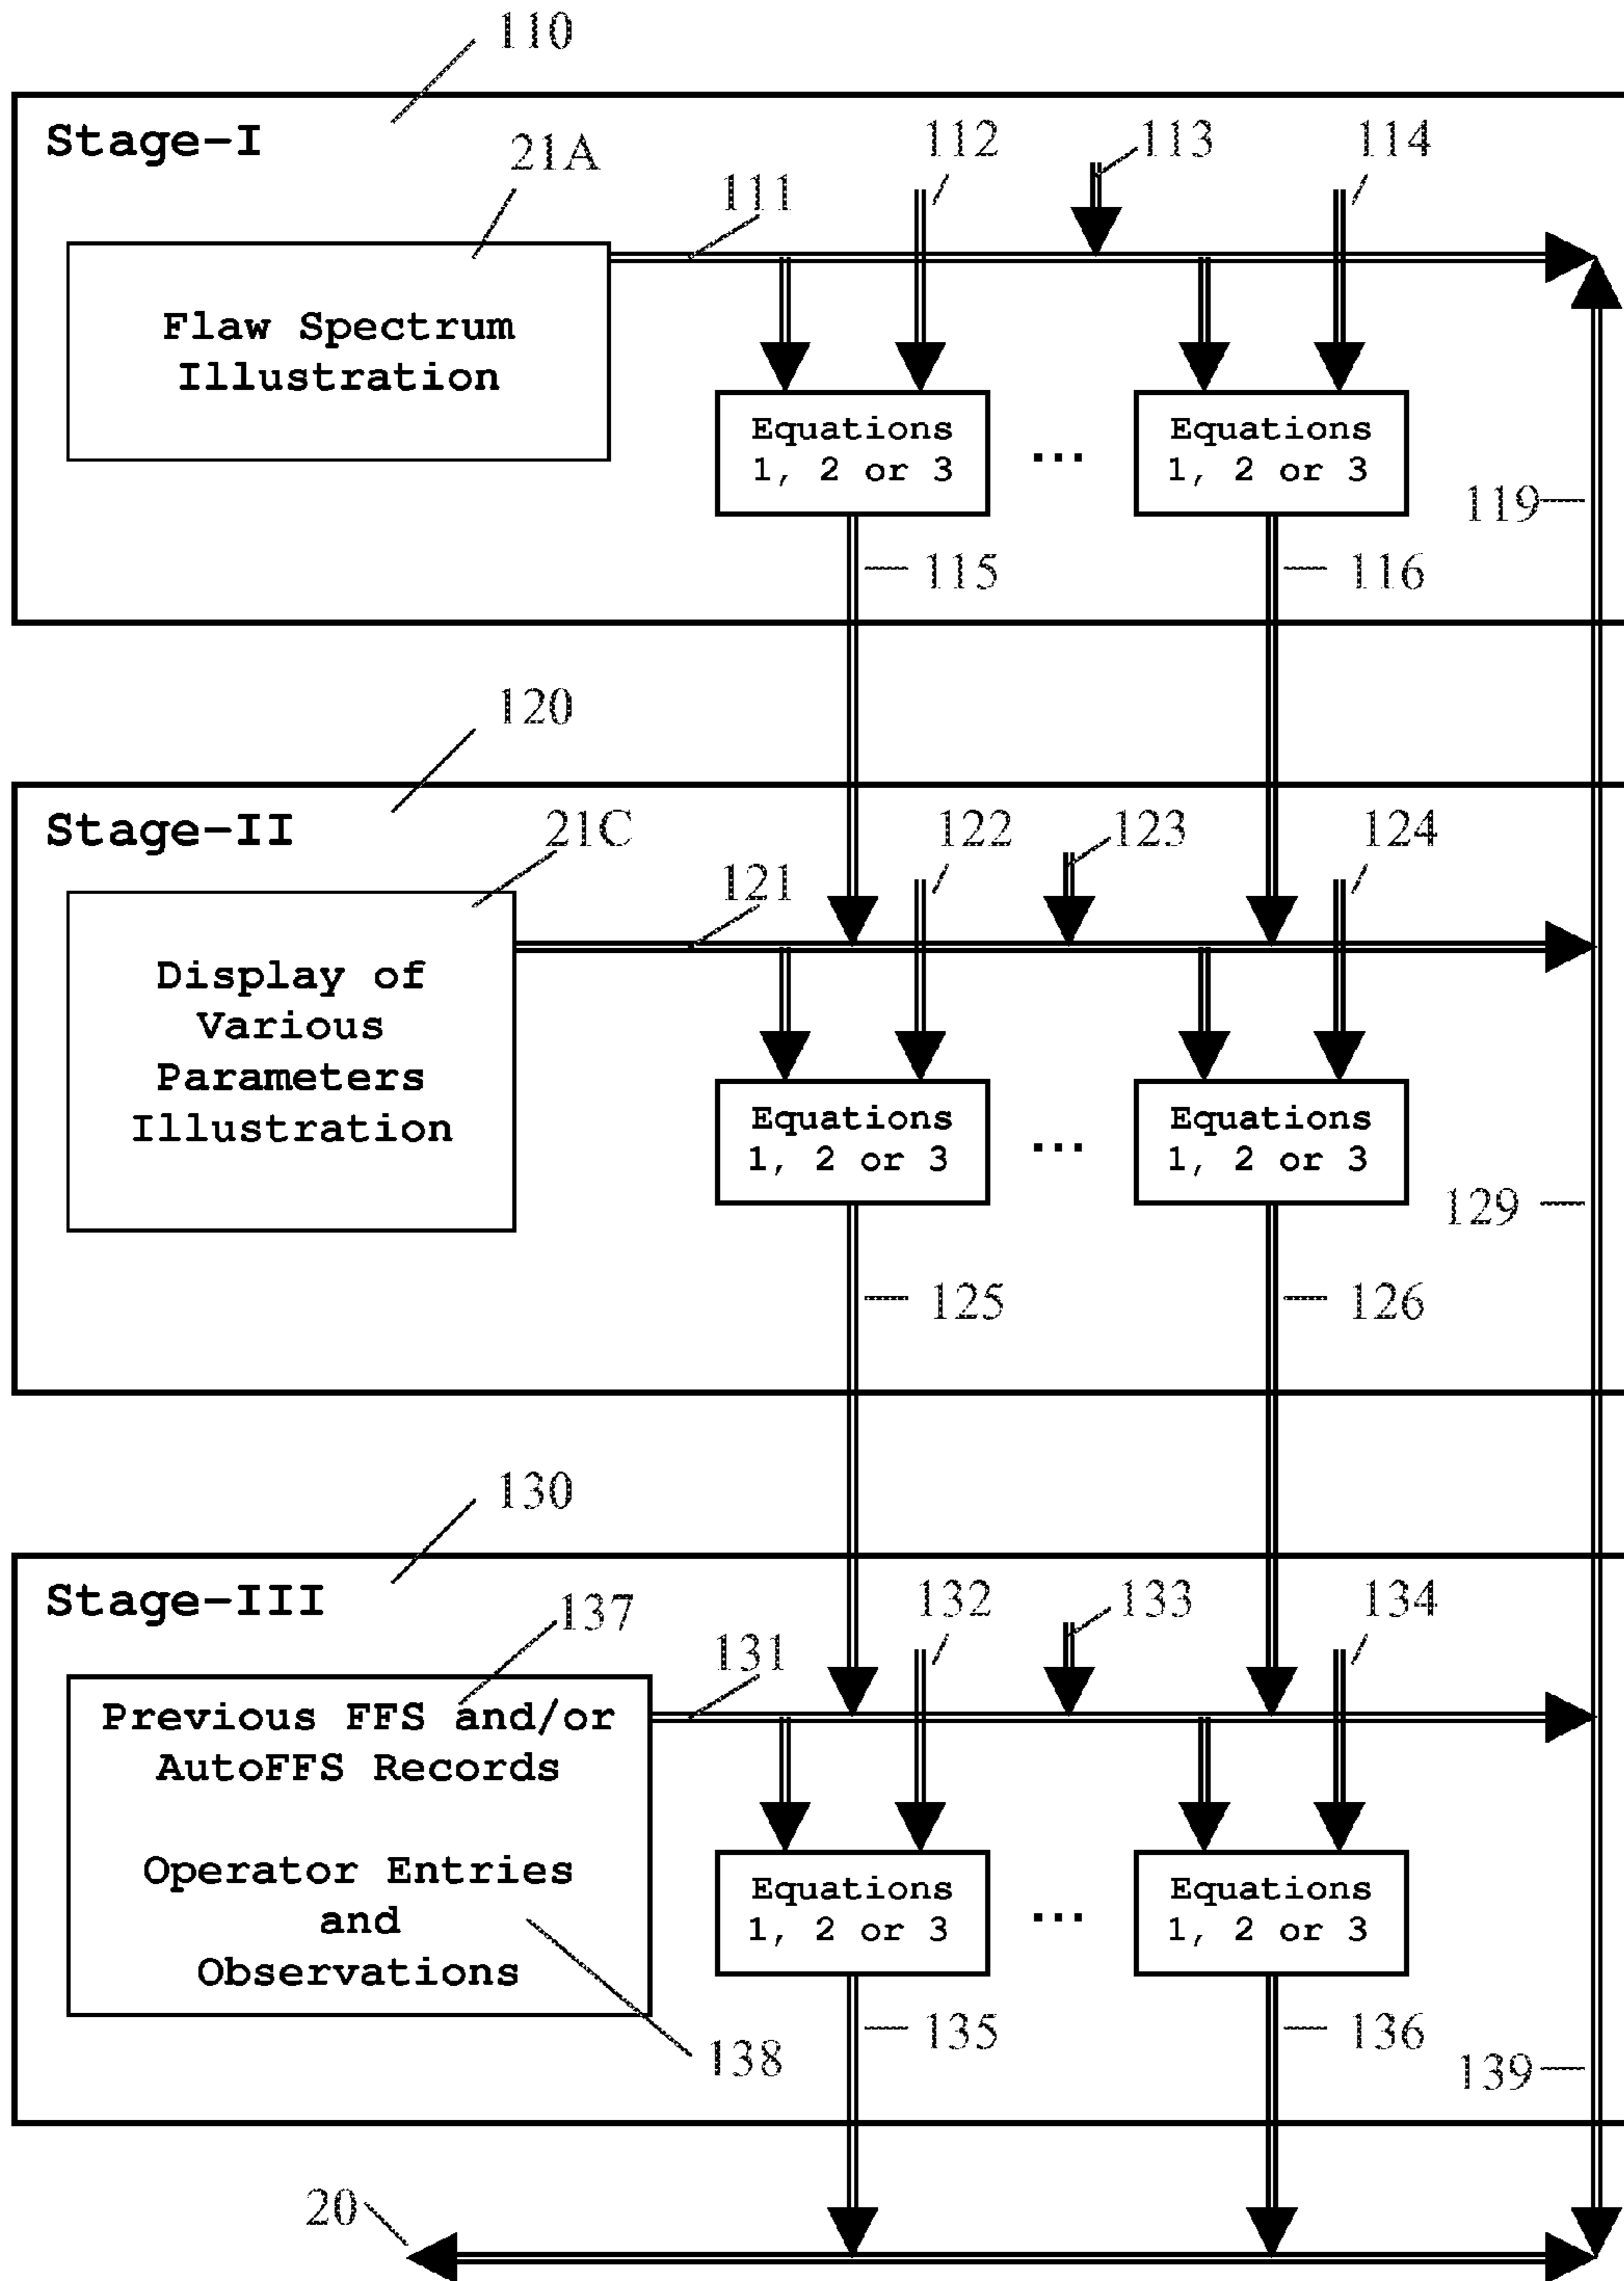 110
Stage-I
21A
111
112
113
114
Flaw Spectrum
Illustration
Equations
1, 2 or 3
...
Equations
1, 2 or 3
119
115
116
120
Stage-II
21C
121
122
123
124
Display of
Various
Parameters
Illustration
Equations
1, 2 or 3
...
Equations
1, 2 or 3
129
125
126
130
Stage-III
137
131
132
133
134
Previous FFS and/or
AutoFFS Records
Operator Entries
and
Observations
Equations
1, 2 or 3
...
Equations
1, 2 or 3
135
136
138
139
20